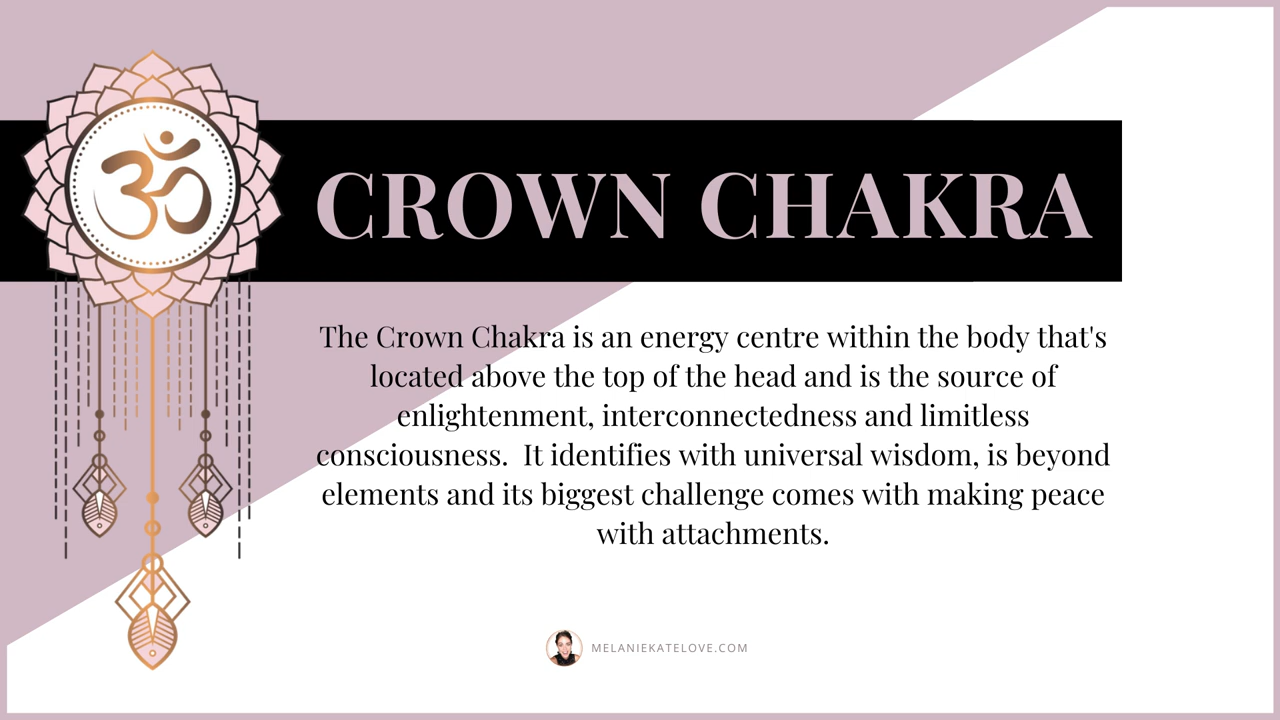 ॐ
CROWN CHAKRA
The Crown Chakra is an energy centre within the body that's
located above the top of the head and is the source of
enlightenment, interconnectedness and limitless
consciousness.  It identifies with universal wisdom, is beyond
elements and its biggest challenge comes with making peace
with attachments.
MELANIEKATELOVE.COM